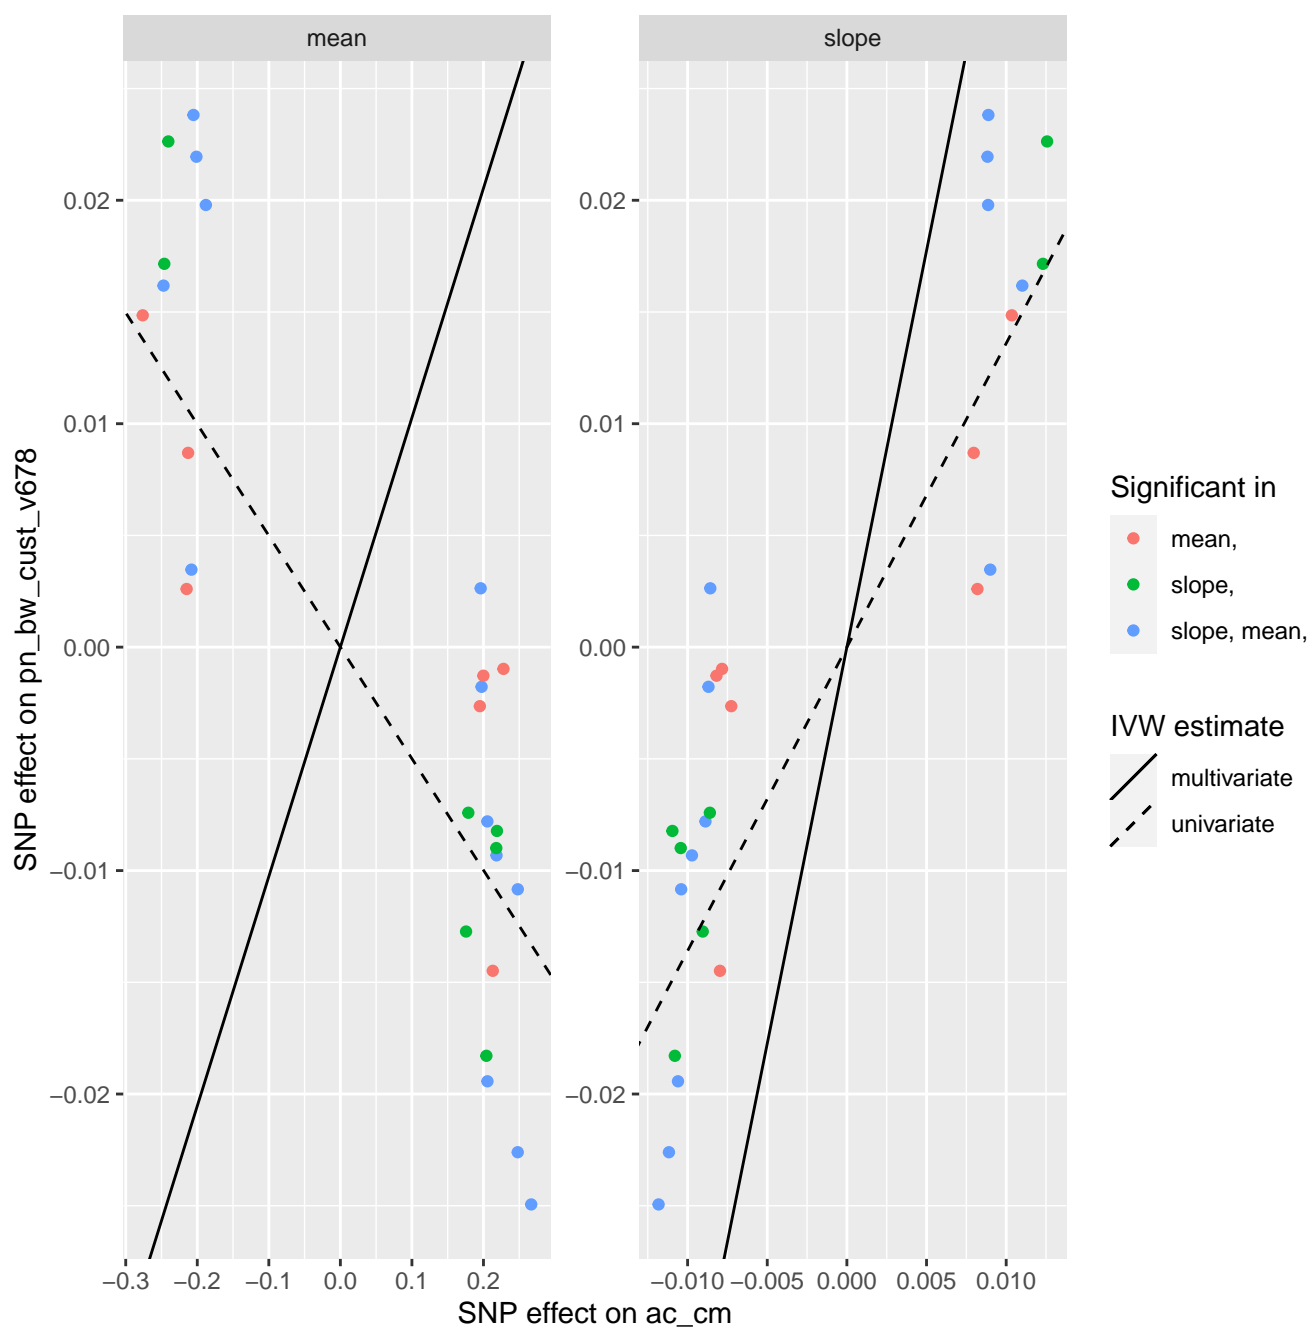 mean
slope
SNP effect on pn_bw_cust_v678
0.02
0.01
0.00
−0.01
−0.02
0.02
0.01
0.00
−0.01
−0.02
−0.3 −0.2 −0.1 0.0 0.1 0.2
−0.010 −0.005 0.000 0.005 0.010
SNP effect on ac_cm
Significant in
mean,
slope,
slope, mean,
IVW estimate
multivariate
univariate